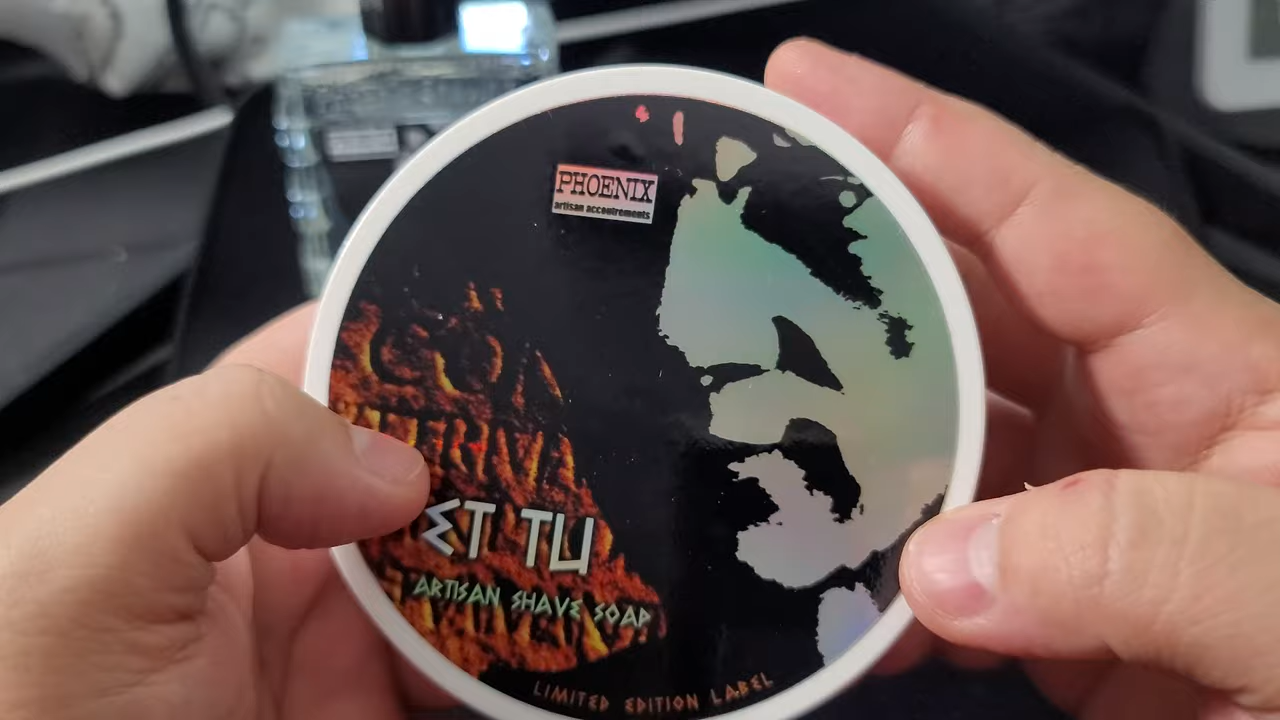 PHOENIX
artisan accoutrements
ET TU
ARTISAN SHAVE SOAP
LIMITED EDITION LABEL